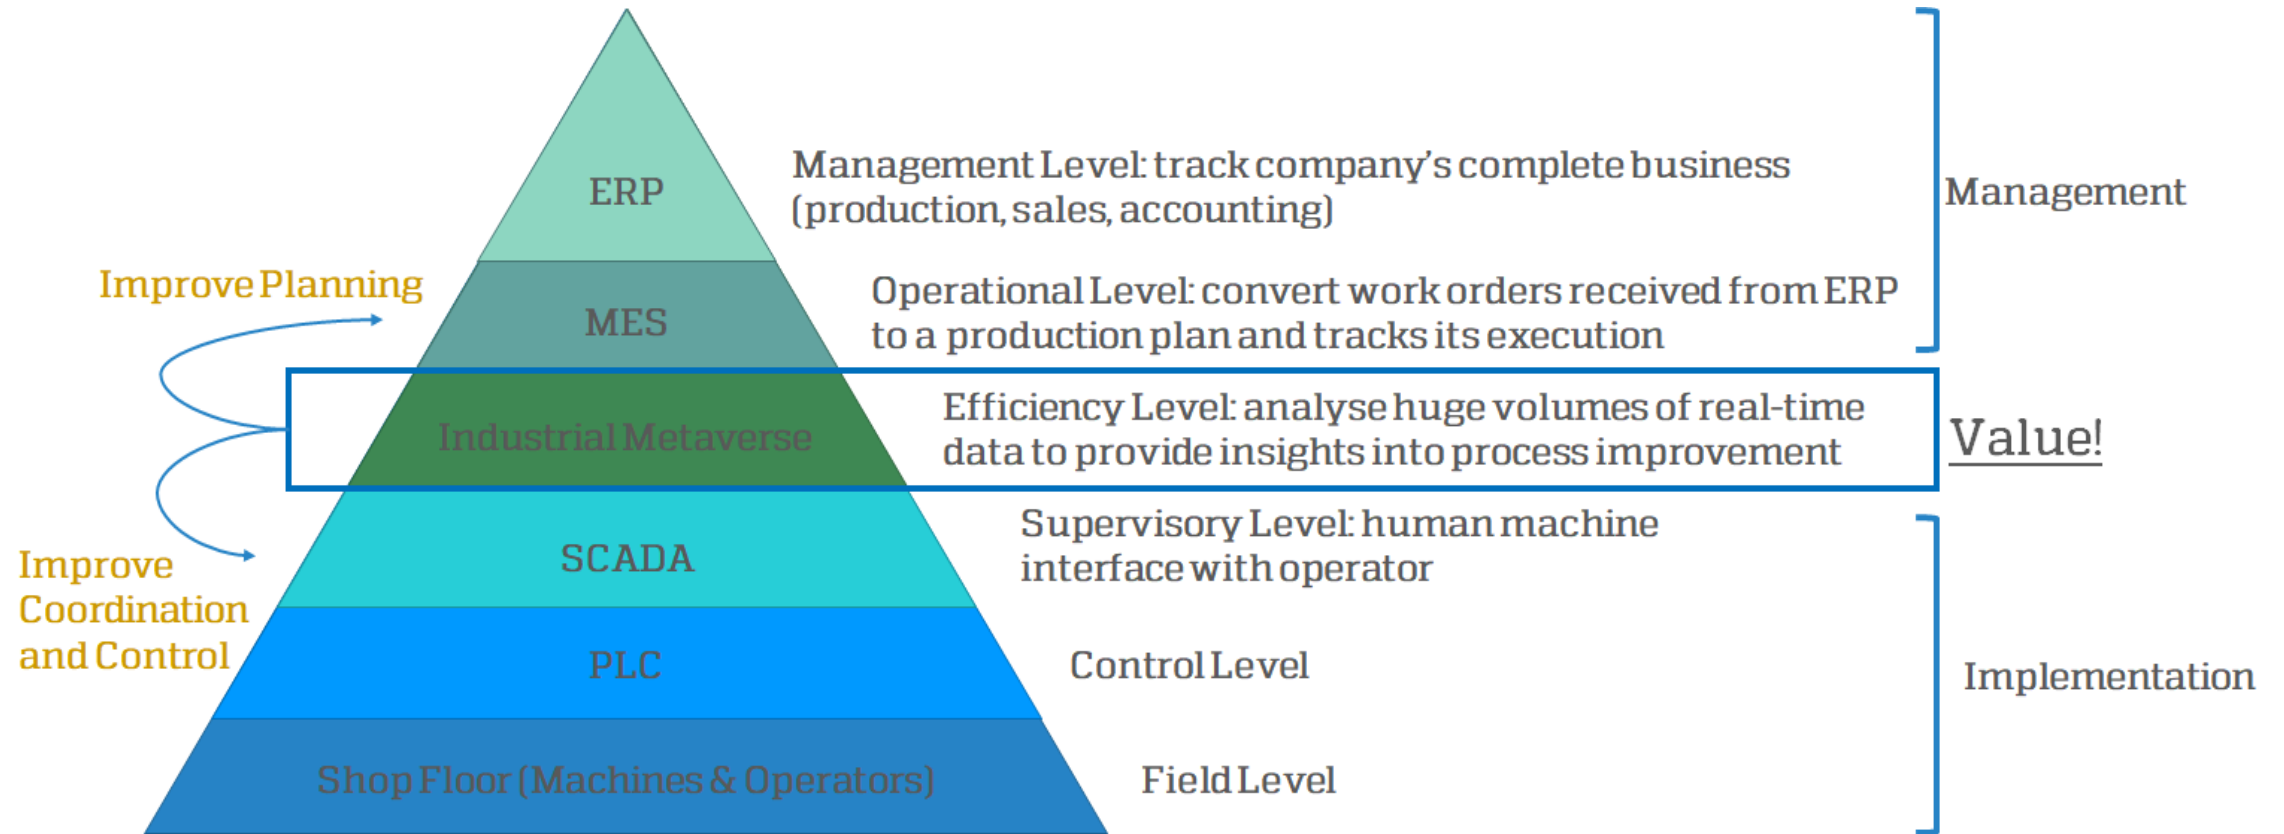 ERP
Management Level: track company's complete business
(production, sales, accounting)
Management
Improve Planning
MES
Operational Level: convert work orders received from ERP
to a production plan and tracks its execution
Industrial Metaverse
Efficiency Level: analyse huge volumes of real-time
data to provide insights into process improvement
Value!
SCADA
Supervisory Level: human machine
interface with operator
Improve
Coordination
and Control
PLC
Control Level
Implementation
Shop Floor (Machines & Operators)
Field Level